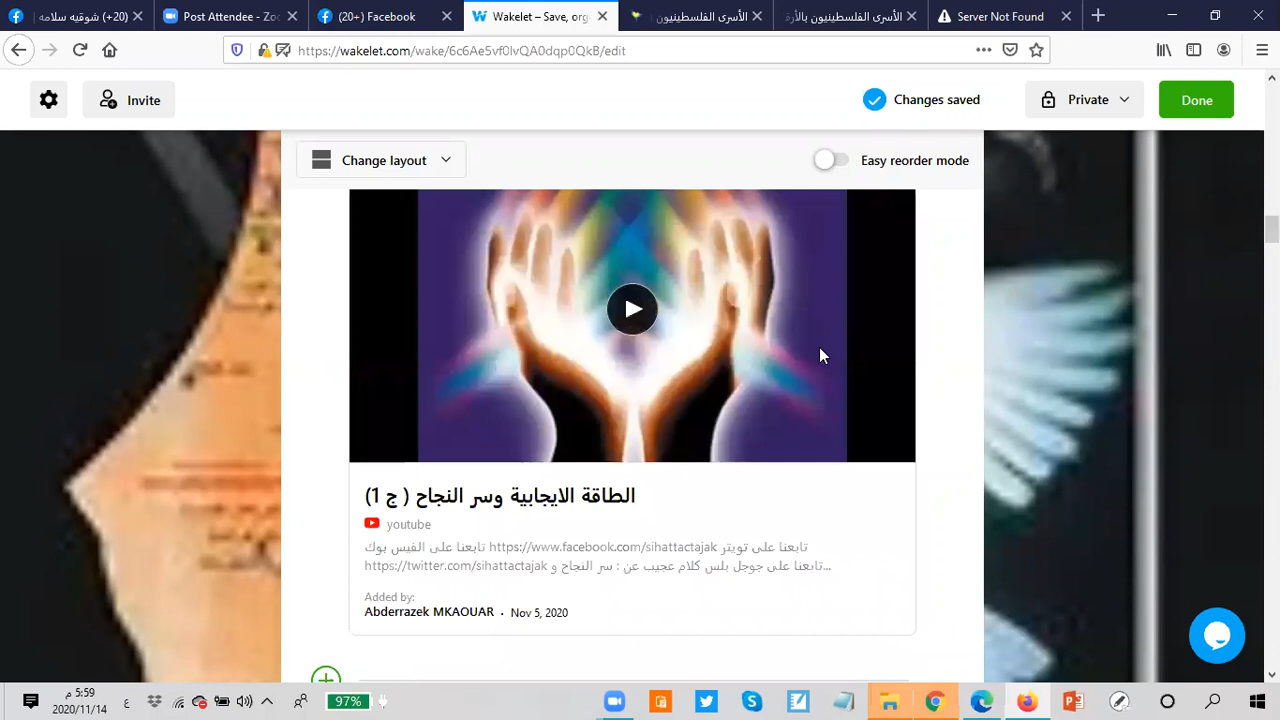 (20+) شوقيه سلامه
Post Attendee - Zoo
(20+) Facebook
Wakelet – Save, org
الأسرى الفلسطينيون
الأسرى الفلسطينيون بالأر
Server Not Found
https://wakelet.com/wake/6c6Ae5vf0IvQA0dqp0QkB/edit
Invite
Changes saved
Private
Done
Change layout
Easy reorder mode
الطاقة الايجابية وسر النجاح ( ج 1)
youtube
تابعنا على الفيس بوك https://www.facebook.com/sihattactajak تابعنا على تويتر
https://twitter.com/sihattactajak تابعنا على جوجل بلس كلام عجيب عن : سر النجاح و...
Added by:
Abderrazek MKAOUAR · Nov 5, 2020
5:59 م
2020/11/14
ع
97%